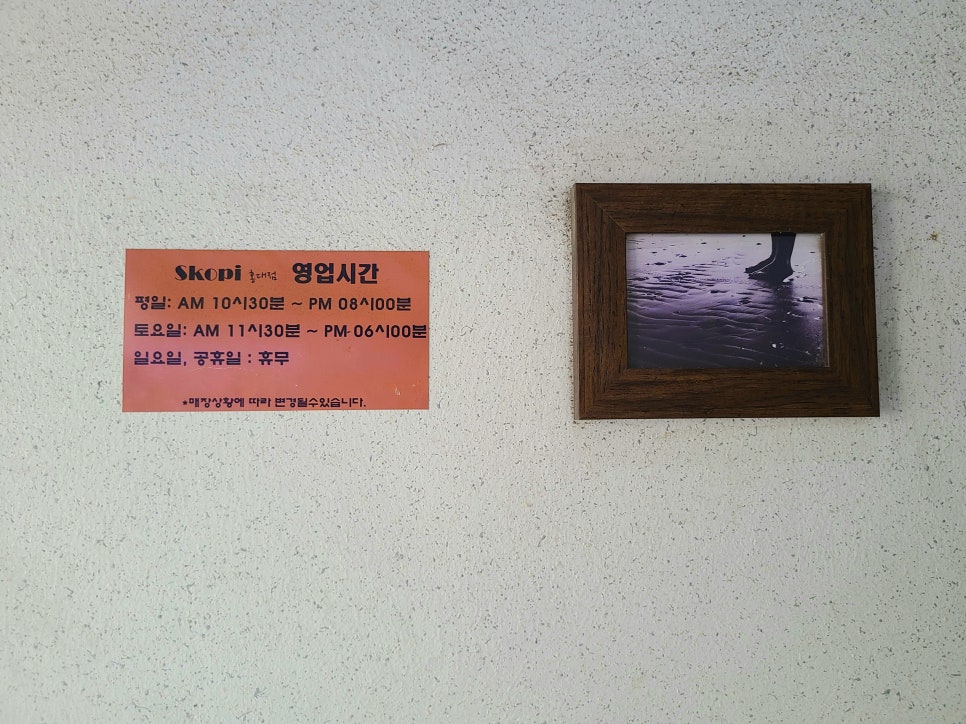 Skopi 홍대점 영업시간
평일: AM 10시30분 ~ PM 08시00분
토요일: AM 11시30분 ~ PM 06시00분
일요일, 공휴일 : 휴무
*매장상황에 따라 변경될수있습니다.